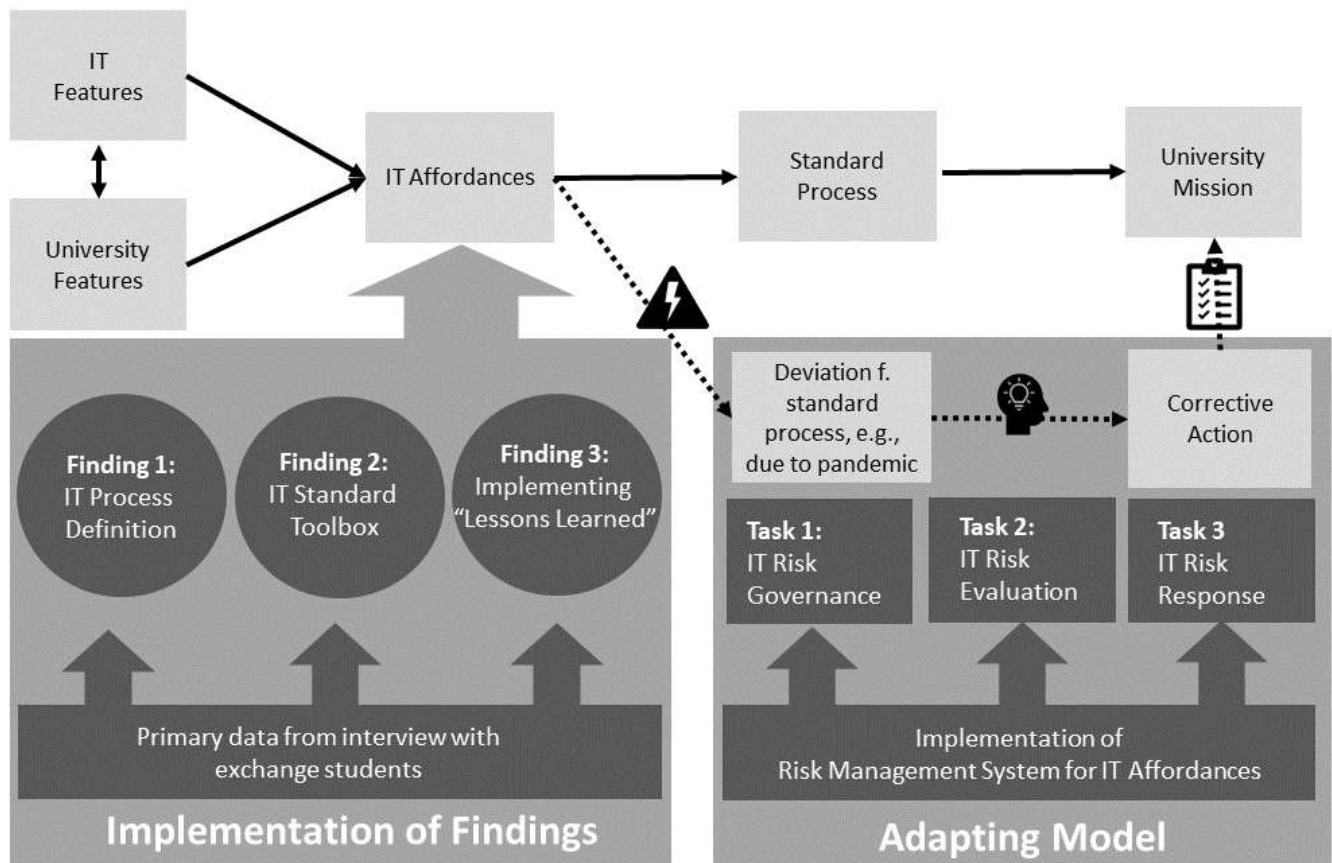 IT
Features
University
Features
IT Affordances
Standard
Process
University
Mission
Finding 1:
IT Process
Definition
Finding 2:
IT Standard
Toolbox
Finding 3:
Implementing
“Lessons Learned”
Primary data from interview with
exchange students
Implementation of Findings
Deviation f.
standard
process, e.g.,
due to pandemic
Corrective
Action
Task 1:
IT Risk
Governance
Task 2:
IT Risk
Evaluation
Task 3
IT Risk
Response
Implementation of
Risk Management System for IT Affordances
Adapting Model